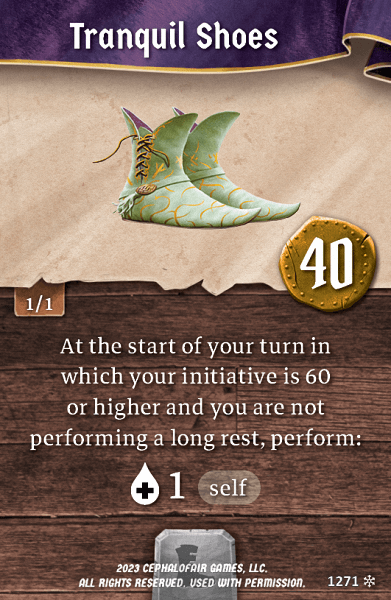 Tranquil Shoes
40
1/1
At the start of your turn in
which your initiative is 60
or higher and you are not
performing a long rest, perform:
1 self
2023 CEPHALOFAIR GAMES, LLC.
ALL RIGHTS RESERVED. USED WITH PERMISSION.
1271